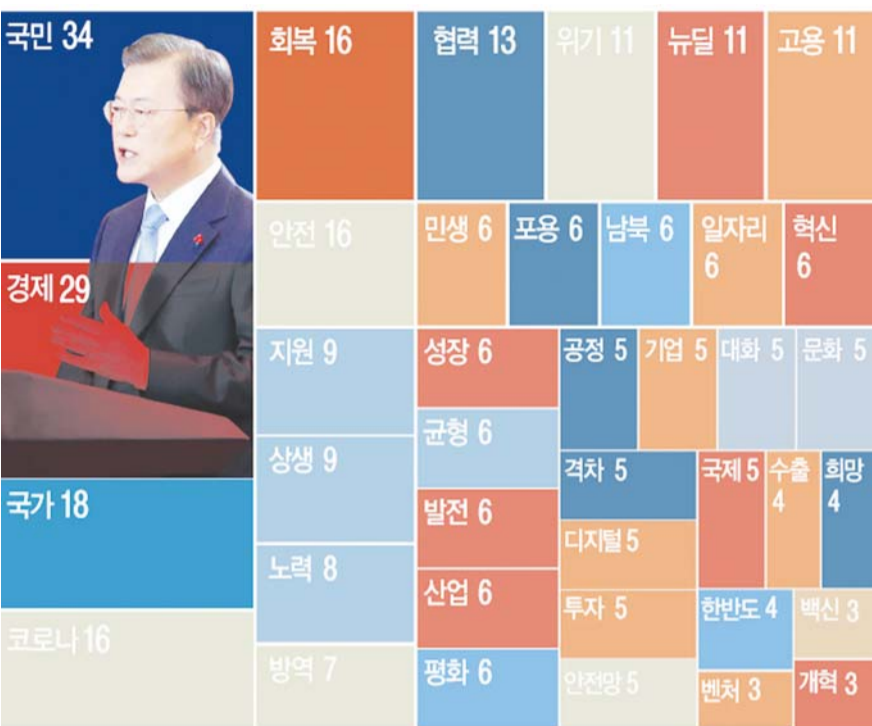 국민 34
경제 29
국가 18
코로나 16
회복 16
안전 16
지원 9
상생 9
노력 8
방역 7
협력 13
위기 11
뉴딜 11
고용 11
민생 6
포용 6
남북 6
일자리
6
혁신
6
성장 6
균형 6
발전 6
산업 6
평화 6
공정 5
기업 5
대화 5
문화 5
격차 5
디지털 5
투자 5
안전망 5
국제 5
수출
4
희망
4
한반도 4
백신 3
벤처 3
개혁 3